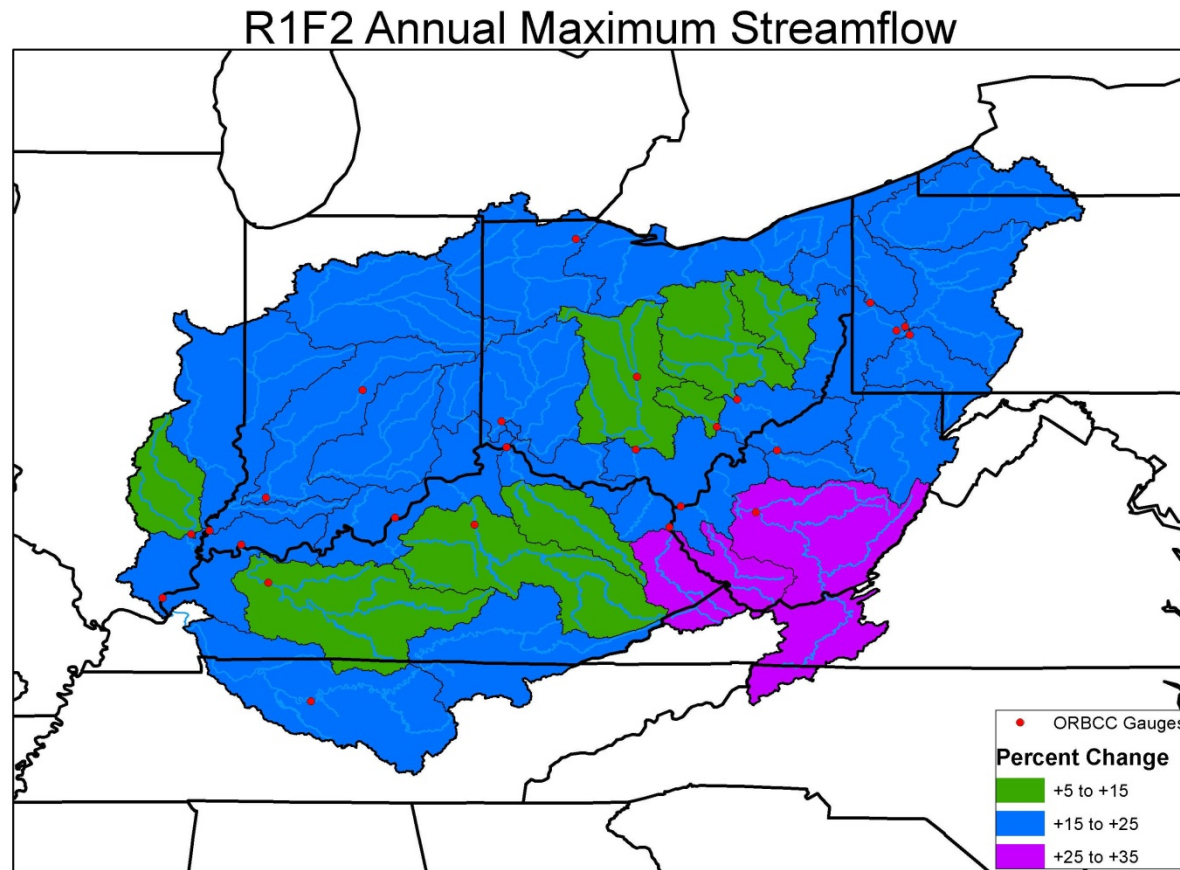 R1F2 Annual Maximum Streamflow
ORBCC Gauges
Percent Change
+5 to +15
+15 to +25
+25 to +35